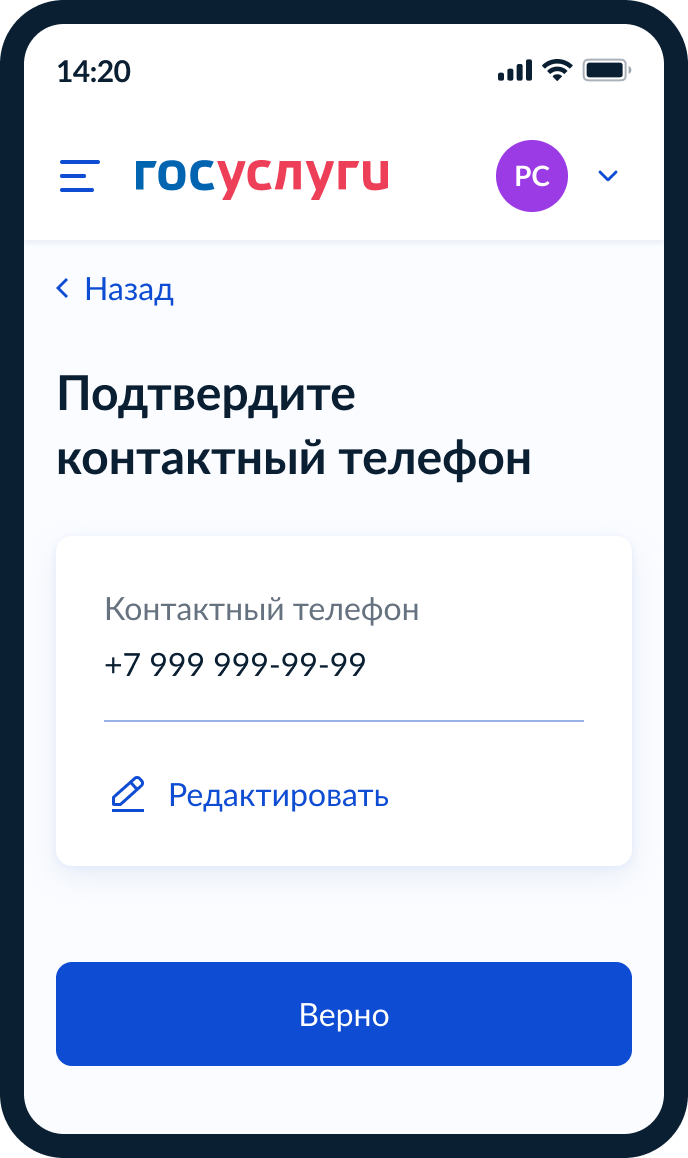 14:20
госуслуги
РС
Назад
Подтвердите
контактный телефон
Контактный телефон
+7 999 999-99-99
Редактировать
Верно